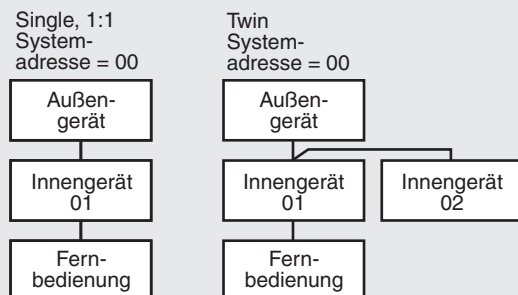 Single, 1:1
System-
adresse = 00
Außen-
gerät
Innengerät
01
Fern-
bedienung
Twin
System-
adresse = 00
Außen-
gerät
Innengerät
01
Innengerät
02
Fern-
bedienung